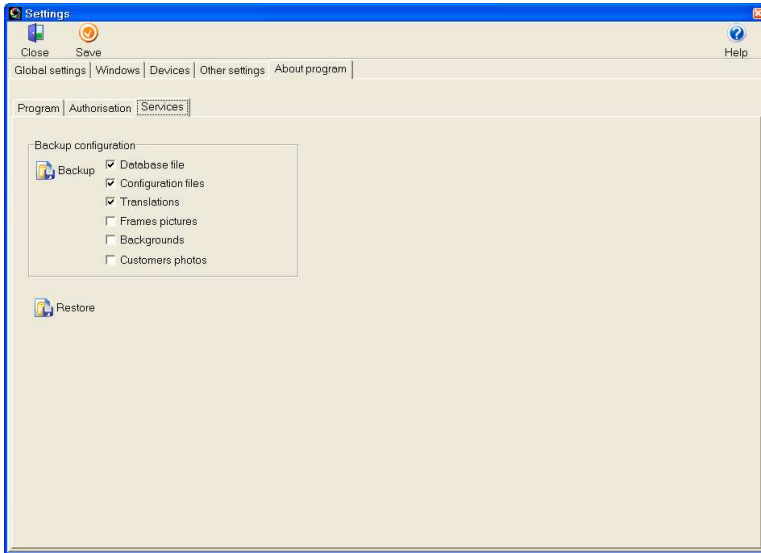 Settings
Close Save Help
Global settings Windows Devices Other settings About program
Program Authorisation Services
Backup configuration
Backup
Database file
Configuration files
Translations
Frames pictures
Backgrounds
Customers photos
Restore